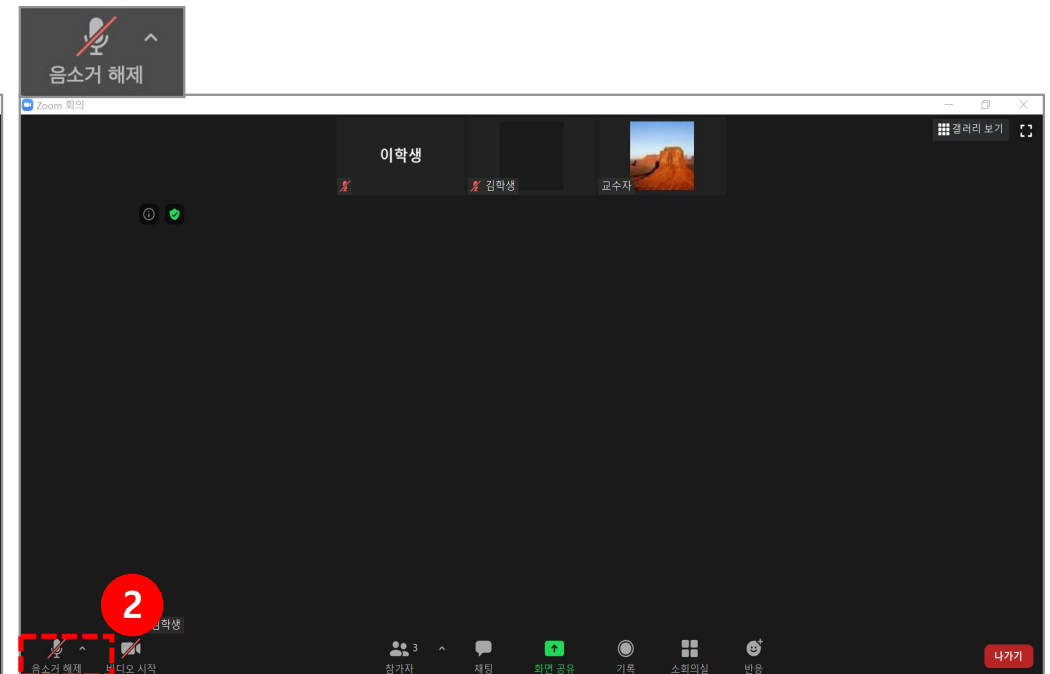 음소거 해제
Zoom 회의
갤러리 보기
이학생
김학생
교수자
2
김학생
3
음소거 해제
비디오 시작
참가자
채팅
화면 공유
기록
소회의실
반응
나가기